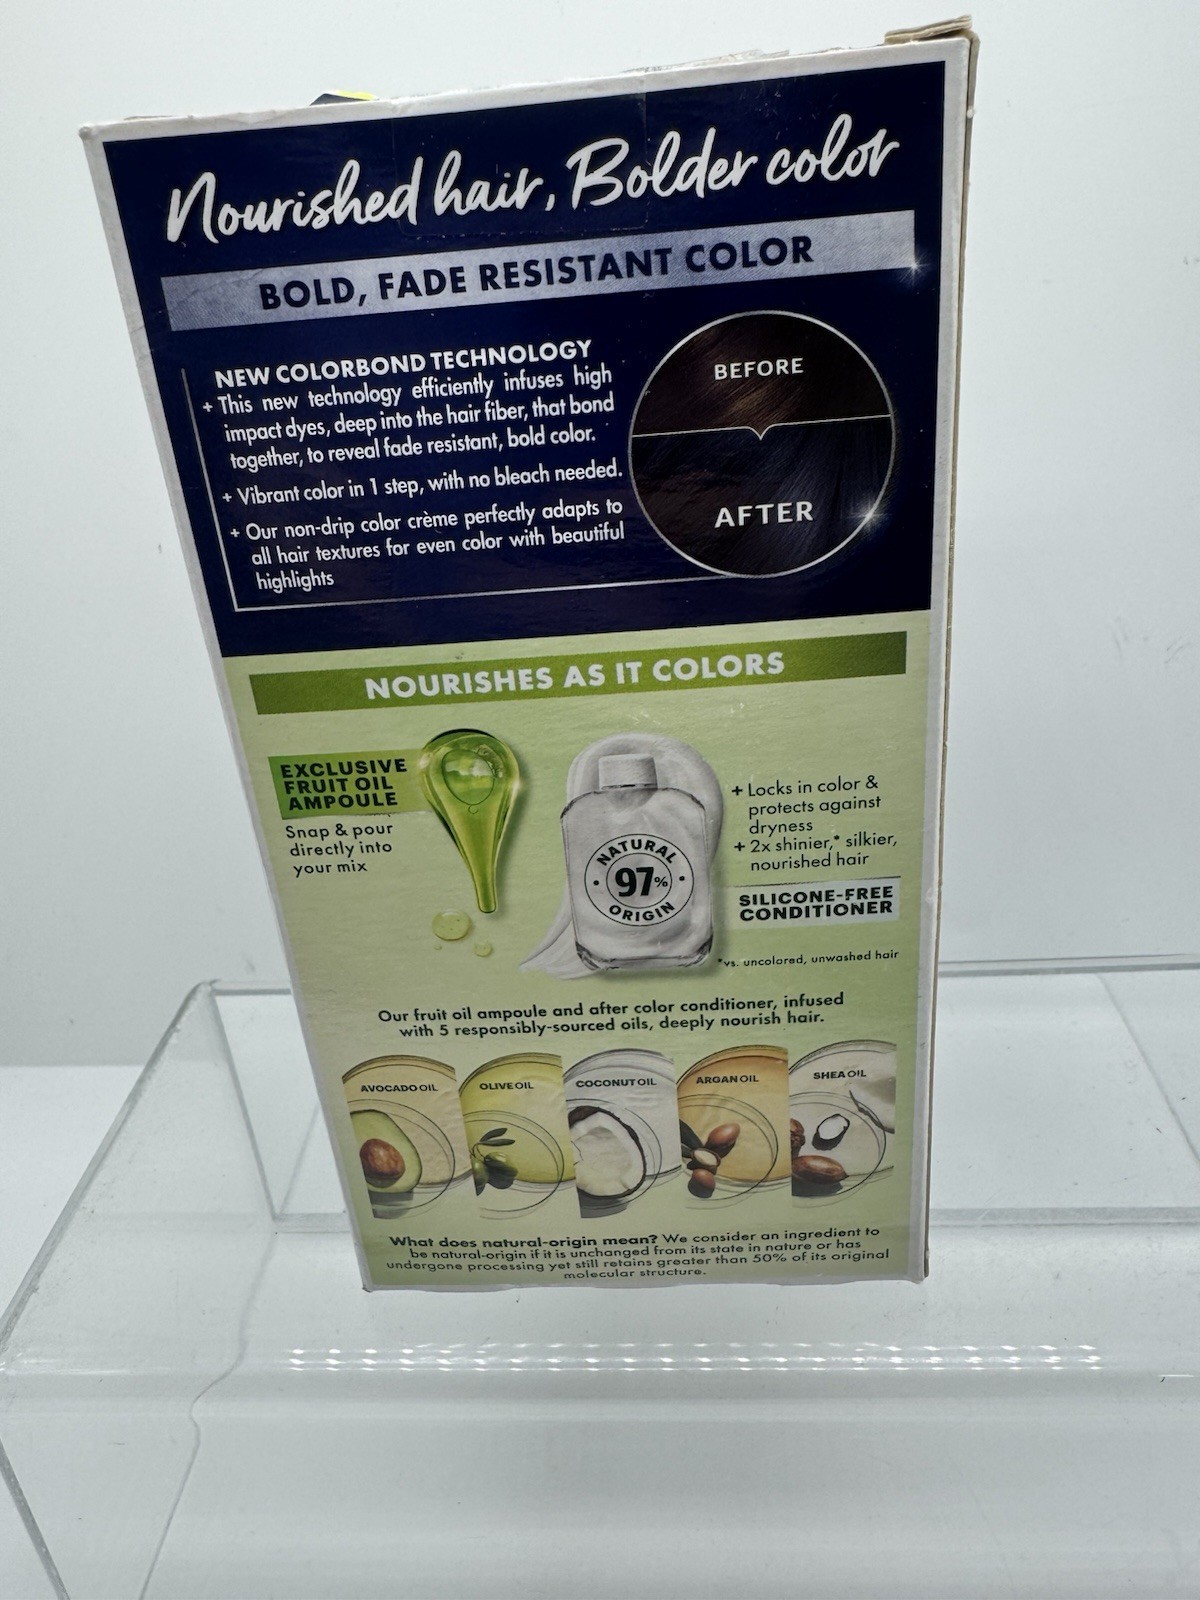 Nourished hair, Bolder color
BOLD, FADE RESISTANT COLOR
NEW COLORBOND TECHNOLOGY
+ This new technology efficiently infuses high
impact dyes, deep into the hair fiber, that bond
together, to reveal fade resistant, bold color.
+ Vibrant color in 1 step, with no bleach needed.
+ Our non-drip color crème perfectly adapts to
all hair textures for even color with beautiful
highlights
BEFORE
AFTER
NOURISHES AS IT COLORS
EXCLUSIVE
FRUIT OIL
AMPOULE
Snap & pour
directly into
your mix
NATURAL
97%
ORIGIN
+ Locks in color &
protects against
dryness
+ 2x shinier,* silkier,
nourished hair
SILICONE-FREE
CONDITIONER
*vs. uncolored, unwashed hair
Our fruit oil ampoule and after color conditioner, infused
with 5 responsibly-sourced oils, deeply nourish hair.
AVOCADO OIL
OLIVE OIL
COCONUT OIL
ARGAN OIL
SHEA OIL
What does natural-origin mean? We consider an ingredient to
be natural-origin if it is unchanged from its state in nature or has
undergone processing yet still retains greater than 50% of its original
molecular structure.